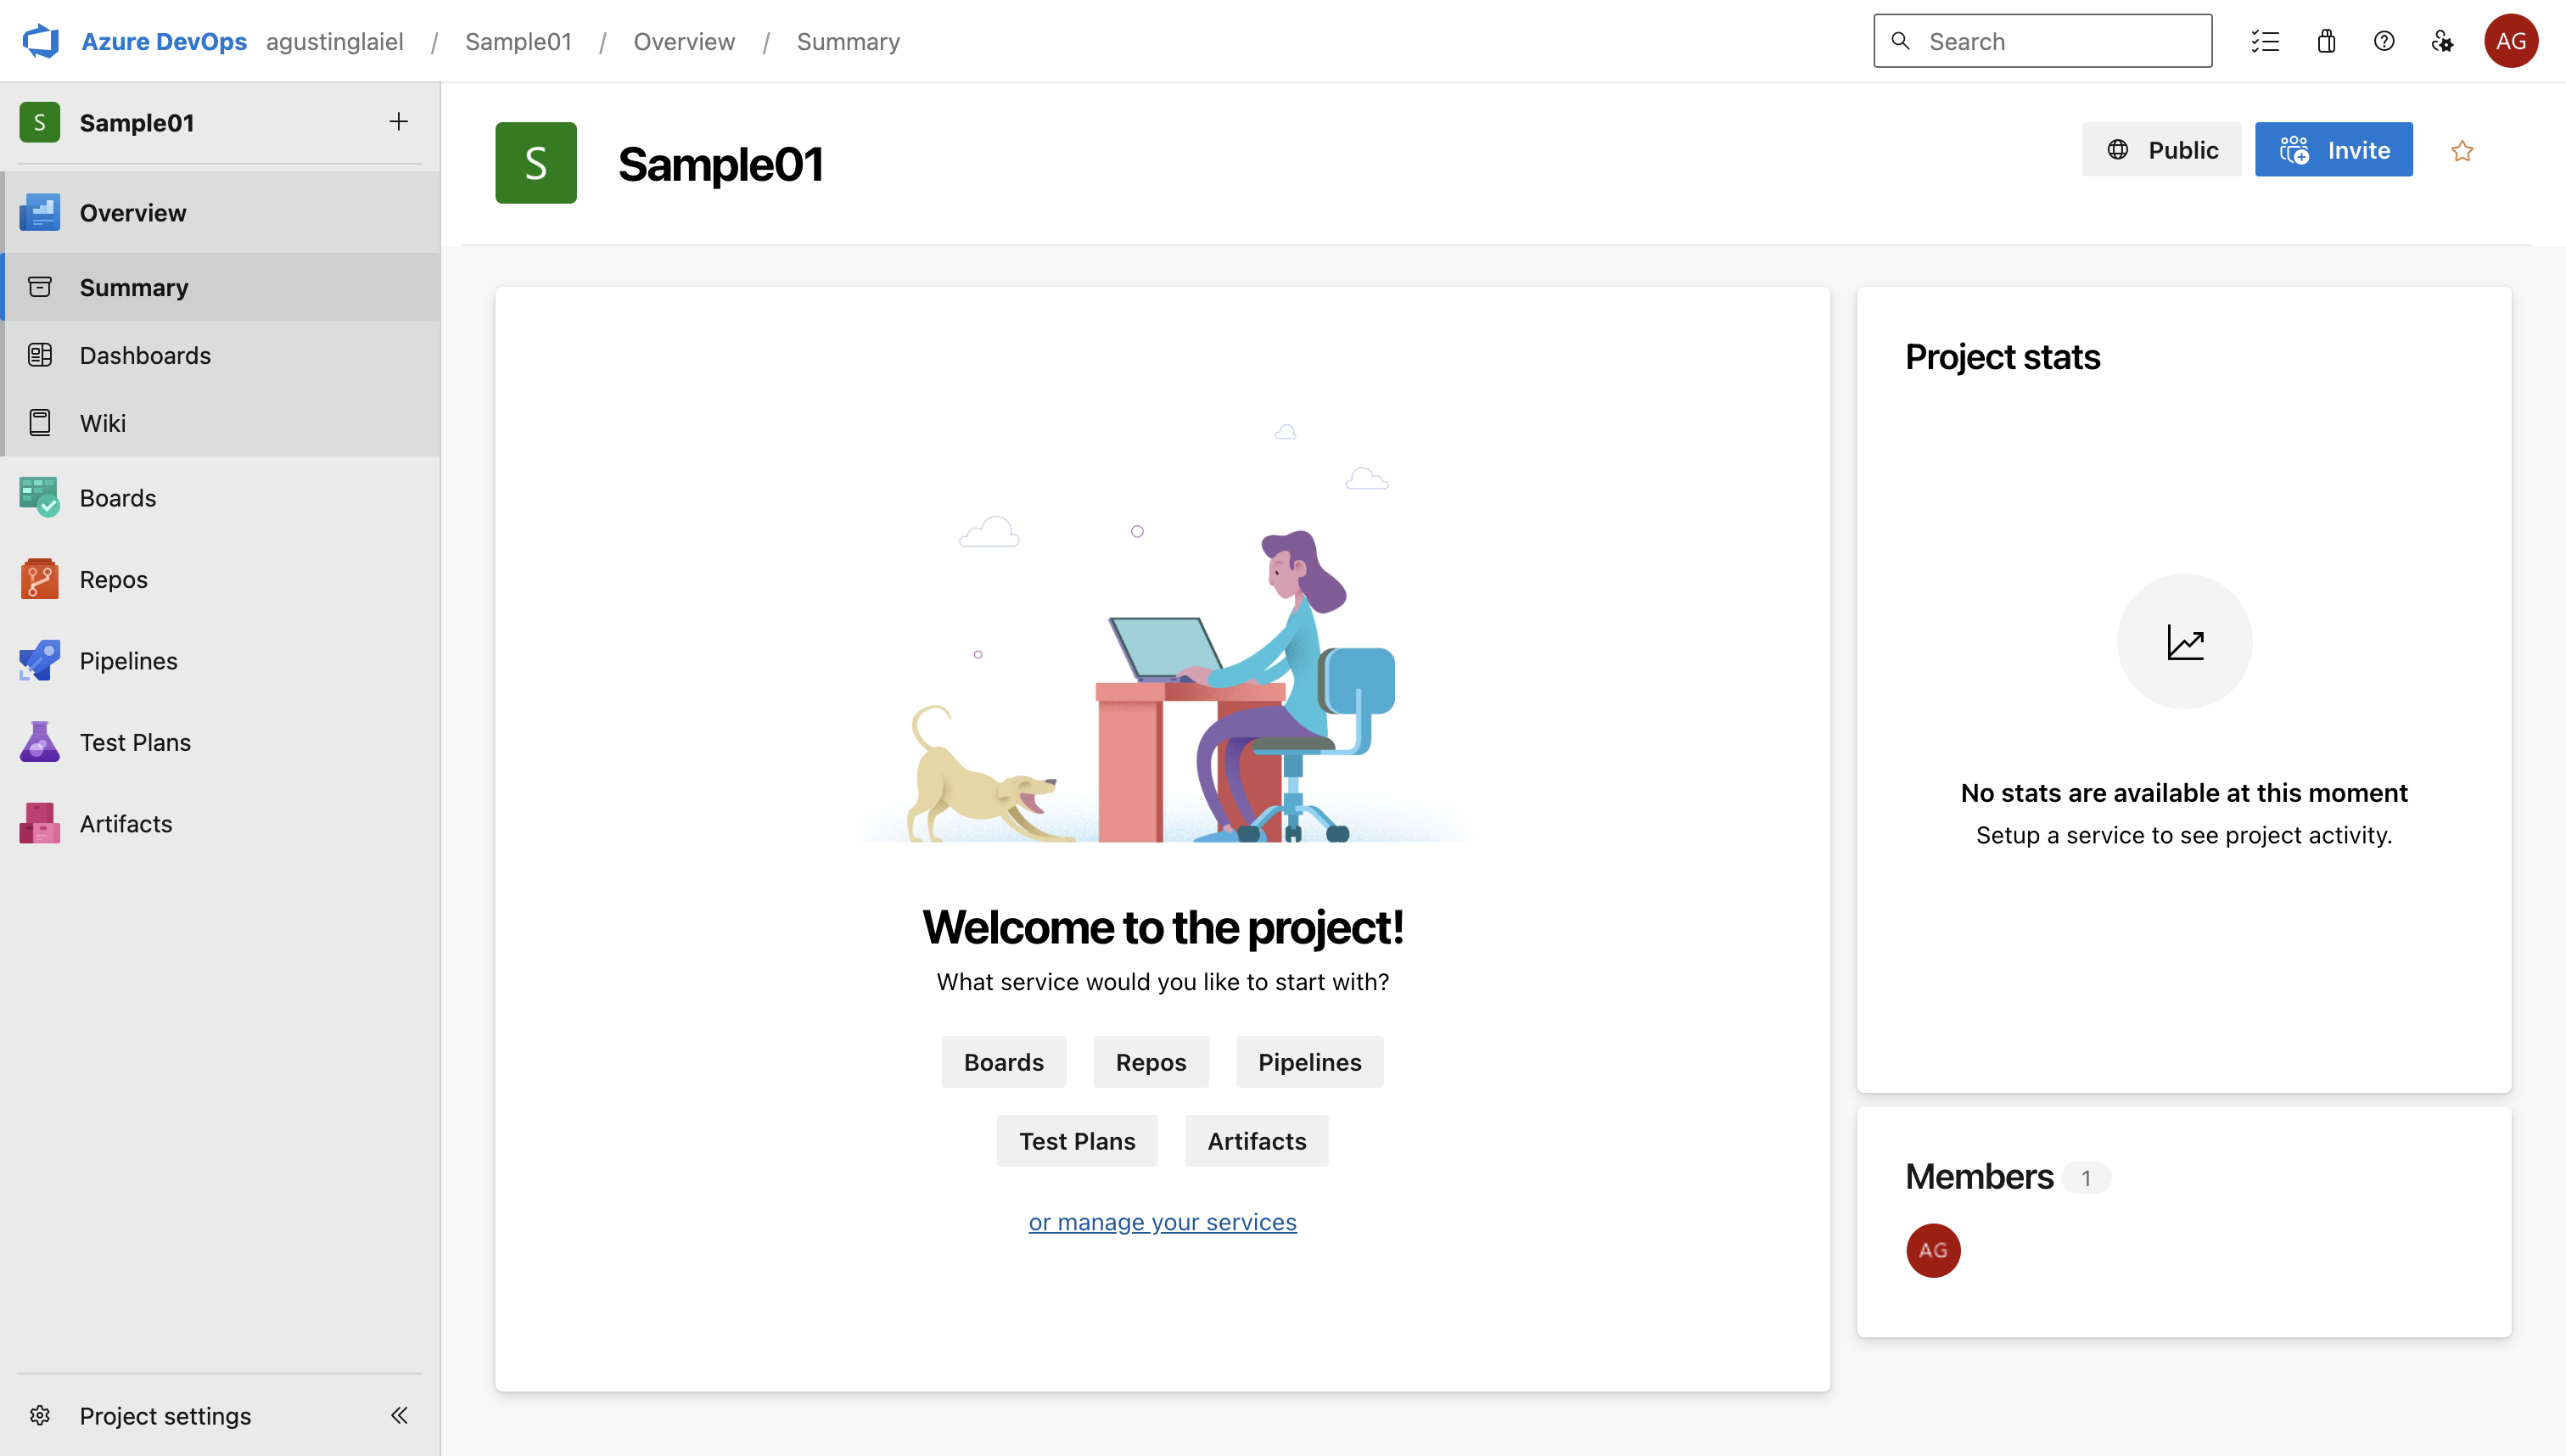 Azure DevOps agustinglaiel / Sample01 / Overview / Summary
Search
AG
S Sample01
Overview
Summary
Dashboards
Wiki
Boards
Repos
Pipelines
Test Plans
Artifacts
Project settings
S Sample01
Public
Invite
Welcome to the project!
What service would you like to start with?
Boards Repos Pipelines
Test Plans Artifacts
or manage your services
Project stats
No stats are available at this moment
Setup a service to see project activity.
Members 1
AG